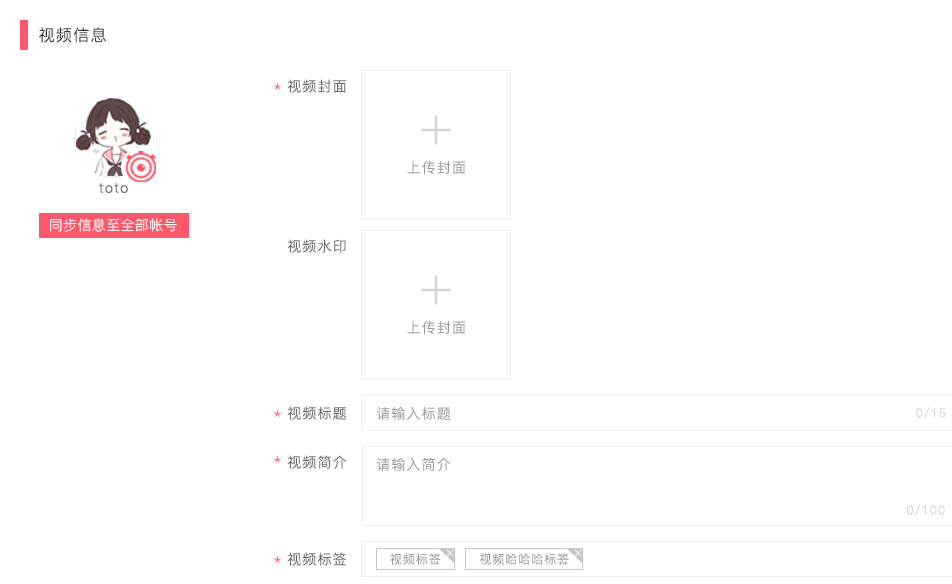 视频信息
toto
同步信息至全部帐号
* 视频封面
上传封面
视频水印
上传封面
* 视频标题
请输入标题
0/15
* 视频简介
请输入简介
0/100
* 视频标签
视频标签
视频哈哈哈标签